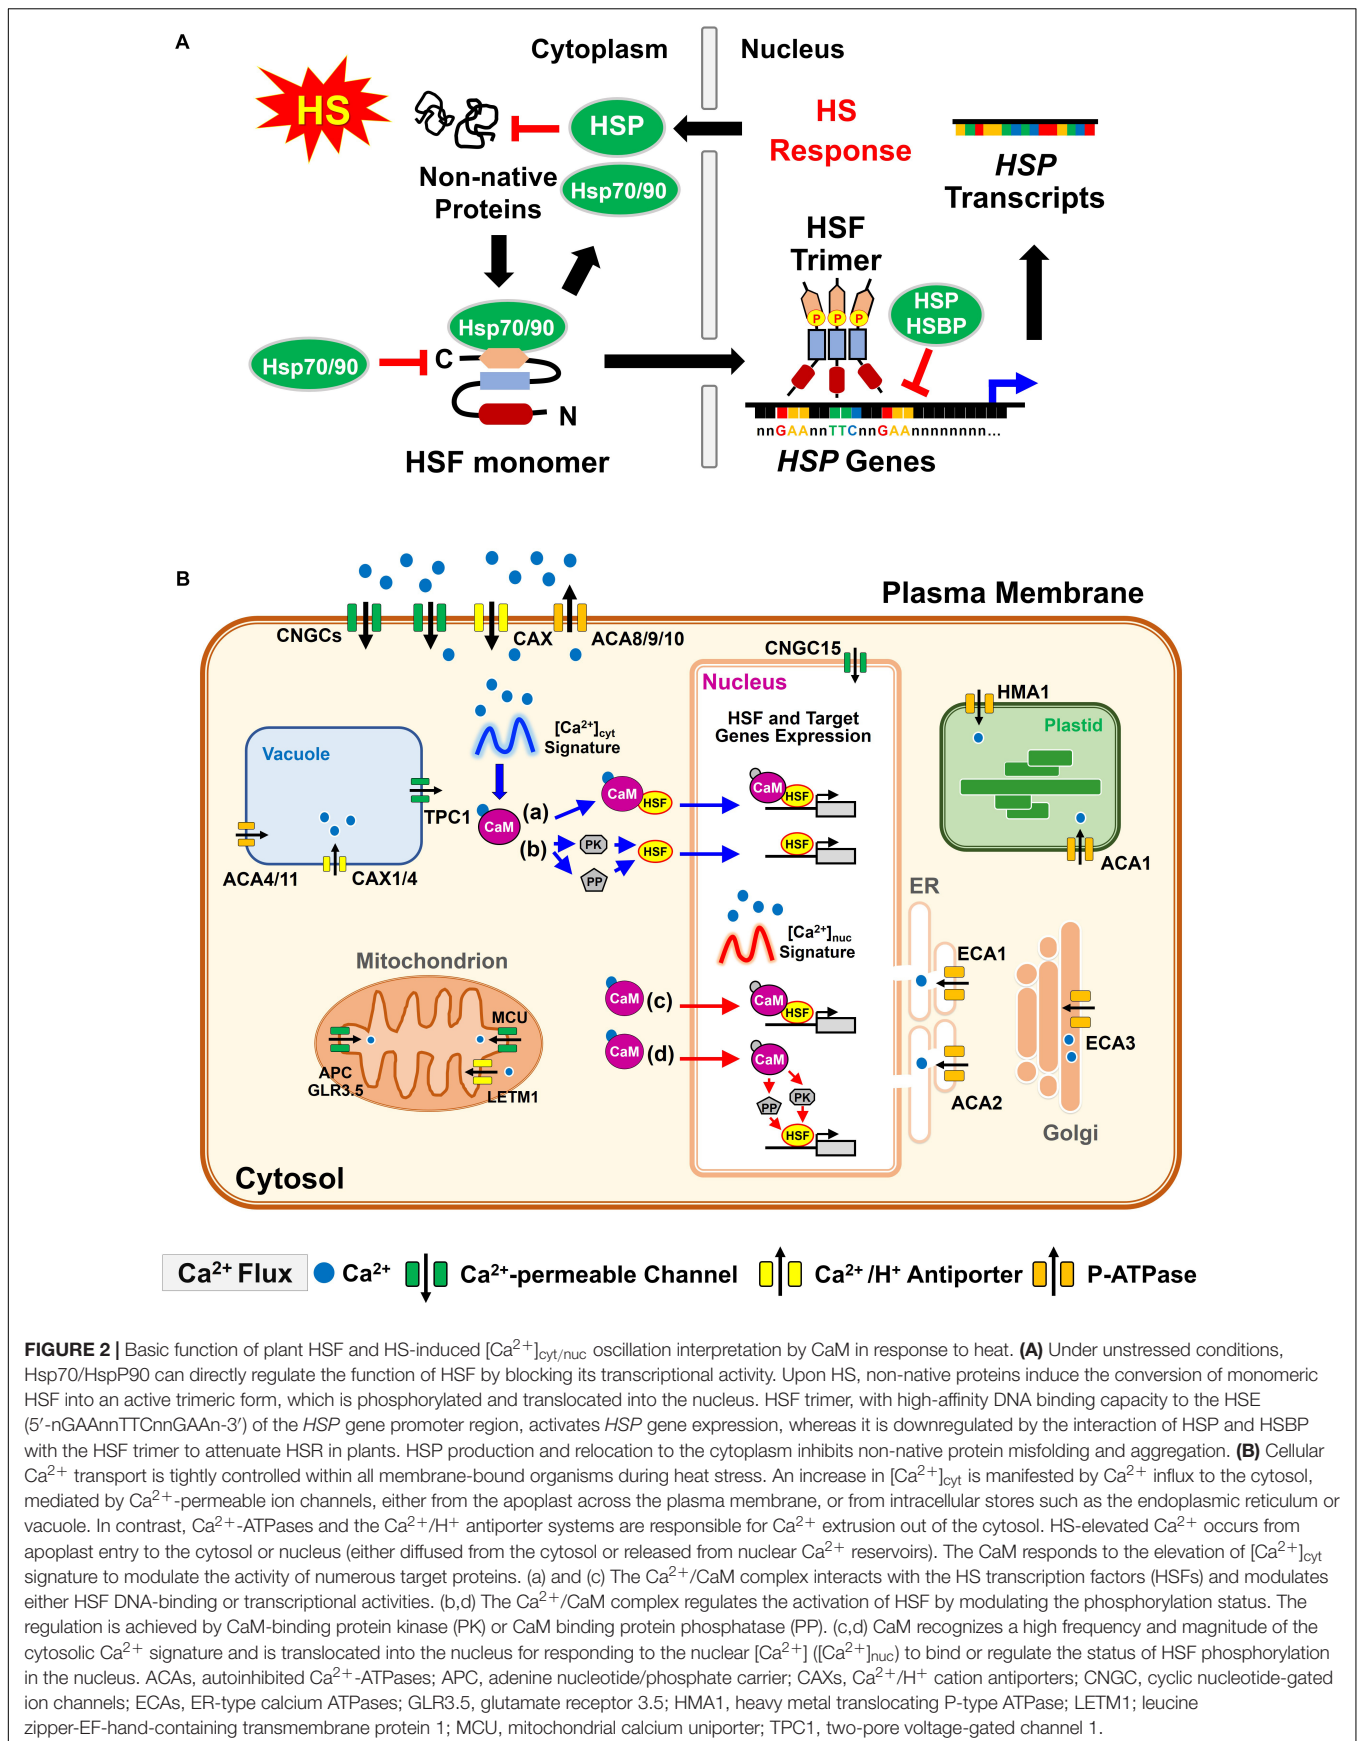 A
Cytoplasm
Nucleus
HS
HSP
HS
Response
HSP
Transcripts
Non-native
Proteins
Hsp70/90
HSF
Trimer
HSP
HSBP
P P P
Hsp70/90
Hsp70/90
C
N
nnGAAnnTTCnnGAAnnnnnnnnn...
HSF monomer
HSP Genes
B
Plasma Membrane
CNGCs
CAX
ACA8/9/10
CNGC15
Nucleus
HMA1
Plastid
[Ca2+]cyt
Signature
HSF and Target
Genes Expression
Vacuole
TPC1
CaM
(a)
(b)
CaM
HSF
CaM
HSF
PK
PP
HSF
HSF
ACA4/11
CAX1/4
ACA1
ER
[Ca2+]nuc
Signature
Mitochondrion
ECA1
MCU
CaM
(c)
CaM
HSF
CaM
(d)
CaM
ECA3
APC
GLR3.5
LETM1
PP
PK
HSF
ACA2
Golgi
Cytosol
Ca2+ Flux
Ca2+
Ca2+-permeable Channel
Ca2+ /H+ Antiporter
P-ATPase
FIGURE 2 | Basic function of plant HSF and HS-induced [Ca2+]cyt/nuc oscillation interpretation by CaM in response to heat. (A) Under unstressed conditions,
Hsp70/HspP90 can directly regulate the function of HSF by blocking its transcriptional activity. Upon HS, non-native proteins induce the conversion of monomeric
HSF into an active trimeric form, which is phosphorylated and translocated into the nucleus. HSF trimer, with high-affinity DNA binding capacity to the HSE
(5′-nGAAnnTTCnnGAAn-3′) of the HSP gene promoter region, activates HSP gene expression, whereas it is downregulated by the interaction of HSP and HSBP
with the HSF trimer to attenuate HSR in plants. HSP production and relocation to the cytoplasm inhibits non-native protein misfolding and aggregation. (B) Cellular
Ca2+ transport is tightly controlled within all membrane-bound organisms during heat stress. An increase in [Ca2+]cyt is manifested by Ca2+ influx to the cytosol,
mediated by Ca2+-permeable ion channels, either from the apoplast across the plasma membrane, or from intracellular stores such as the endoplasmic reticulum or
vacuole. In contrast, Ca2+-ATPases and the Ca2+/H+ antiporter systems are responsible for Ca2+ extrusion out of the cytosol. HS-elevated Ca2+ occurs from
apoplast entry to the cytosol or nucleus (either diffused from the cytosol or released from nuclear Ca2+ reservoirs). The CaM responds to the elevation of [Ca2+]cyt
signature to modulate the activity of numerous target proteins. (a) and (c) The Ca2+/CaM complex interacts with the HS transcription factors (HSFs) and modulates
either HSF DNA-binding or transcriptional activities. (b,d) The Ca2+/CaM complex regulates the activation of HSF by modulating the phosphorylation status. The
regulation is achieved by CaM-binding protein kinase (PK) or CaM binding protein phosphatase (PP). (c,d) CaM recognizes a high frequency and magnitude of the
cytosolic Ca2+ signature and is translocated into the nucleus for responding to the nuclear [Ca2+] ([Ca2+]nuc) to bind or regulate the status of HSF phosphorylation
in the nucleus. ACAs, autoinhibited Ca2+-ATPases; APC, adenine nucleotide/phosphate carrier; CAXs, Ca2+/H+ cation antiporters; CNGC, cyclic nucleotide-gated
ion channels; ECAs, ER-type calcium ATPases; GLR3.5, glutamate receptor 3.5; HMA1, heavy metal translocating P-type ATPase; LETM1; leucine
zipper-EF-hand-containing transmembrane protein 1; MCU, mitochondrial calcium uniporter; TPC1, two-pore voltage-gated channel 1.